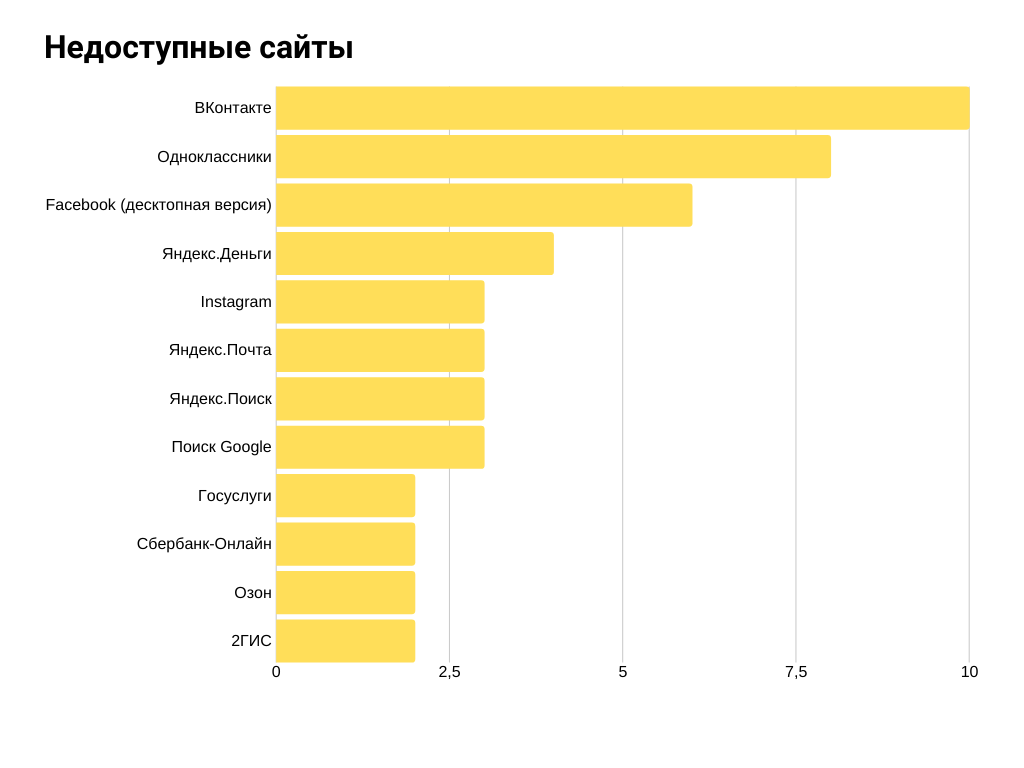 Недоступные сайты
ВКонтакте
Одноклассники
Facebook (десктопная версия)
Яндекс.Деньги
Instagram
Яндекс.Почта
Яндекс.Поиск
Поиск Google
Госуслуги
Сбербанк-Онлайн
Озон
2ГИС
0 2,5 5 7,5 10